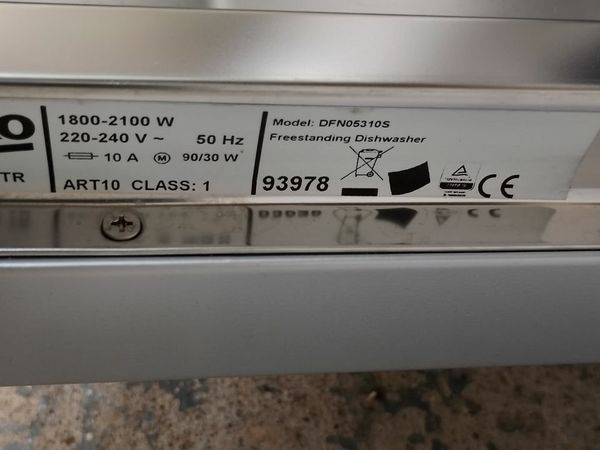 o
TR
1800-2100 W
220-240 V ~ 50 Hz
10 A M 90/30 W
ART10 CLASS: 1
Model: DFN05310S
Freestanding Dishwasher
93978
CE